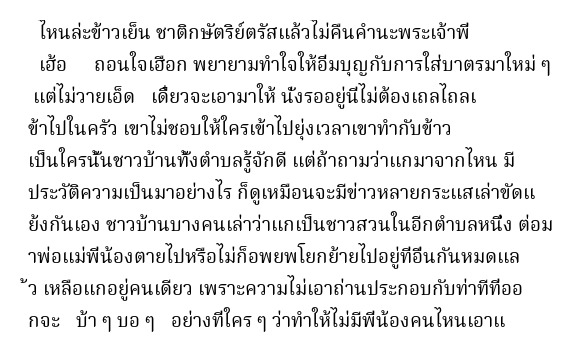 ไหนล่ะข้าวเย็น ชาติกษัตริย์ตรัสแล้วไม่คืนคำนะพระเจ้าพี่
เฮ้อ ถอนใจเฮือก พยายามทำใจให้อิ่มบุญกับการใส่บาตรมาใหม่ ๆ
แต่ไม่วายเอ็ด เดี๋ยวจะเอามาให้ นั่งรออยู่นี่ไม่ต้องเถลไถลเ
ข้าไปในครัว เขาไม่ชอบให้ใครเข้าไปยุ่งเวลาเขาทำกับข้าว
เป็นใครนั้นชาวบ้านทั้งตำบลรู้จักดี แต่ถ้าถามว่าแกมาจากไหน มี
ประวัติความเป็นมาอย่างไร ก็ดูเหมือนจะมีข่าวหลายกระแสเล่าขัดแ
ย้งกันเอง ชาวบ้านบางคนเล่าว่าแกเป็นชาวสวนในอีกตำบลหนึ่ง ต่อม
าพ่อแม่พี่น้องตายไปหรือไม่ก็อพยพโยกย้ายไปอยู่ที่อื่นกันหมดแล
้ว เหลือแกอยู่คนเดียว เพราะความไม่เอาถ่านประกอบกับท่าทีที่ออ
กจะ บ้า ๆ บอ ๆ อย่างที่ใคร ๆ ว่าทำให้ไม่มีพี่น้องคนไหนเอาแ